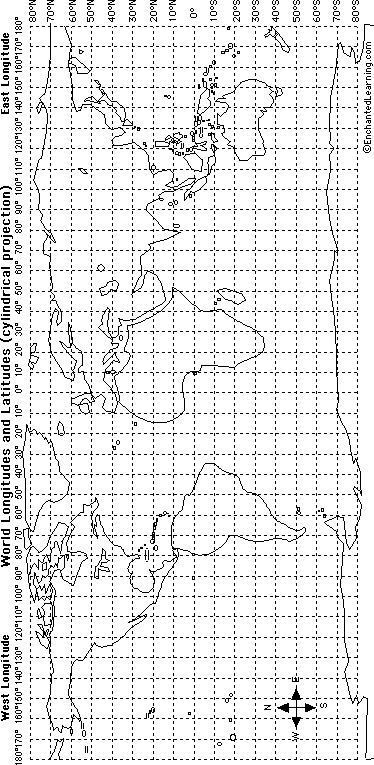 West Longitude World Longitudes and Latitudes (cylindrical projection) East Longitude
180° 170° 160° 150° 140° 130° 120° 110° 100° 90° 80° 70° 60° 50° 40° 30° 20° 10° 0° 10° 20° 30° 40° 50° 60° 70° 80° 90° 100° 110° 120° 130° 140° 150° 160° 170° 180°
80°N
70°N
60°N
50°N
40°N
30°N
20°N
10°N
0°
10°S
20°S
30°S
40°S
50°S
60°S
70°S
80°S
N
W E
S
©EnchantedLearning.com